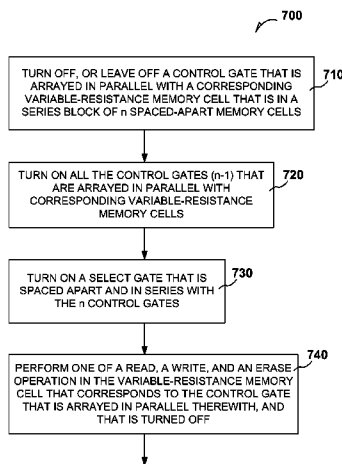 700
TURN OFF, OR LEAVE OFF A CONTROL GATE THAT IS
ARRAYED IN PARALLEL WITH A CORRESPONDING
VARIABLE-RESISTANCE MEMORY CELL THAT IS IN A
SERIES BLOCK OF n SPACED-APART MEMORY CELLS
710
TURN ON ALL THE CONTROL GATES (n-1) THAT
ARE ARRAYED IN PARALLEL WITH
CORRESPONDING VARIABLE-RESISTANCE
MEMORY CELLS
720
TURN ON A SELECT GATE THAT IS
SPACED APART AND IN SERIES WITH
THE n CONTROL GATES
730
PERFORM ONE OF A READ, A WRITE, AND AN ERASE
OPERATION IN THE VARIABLE-RESISTANCE MEMORY
CELL THAT CORRESPONDS TO THE CONTROL GATE
THAT IS ARRAYED IN PARALLEL THEREWITH, AND
THAT IS TURNED OFF
740